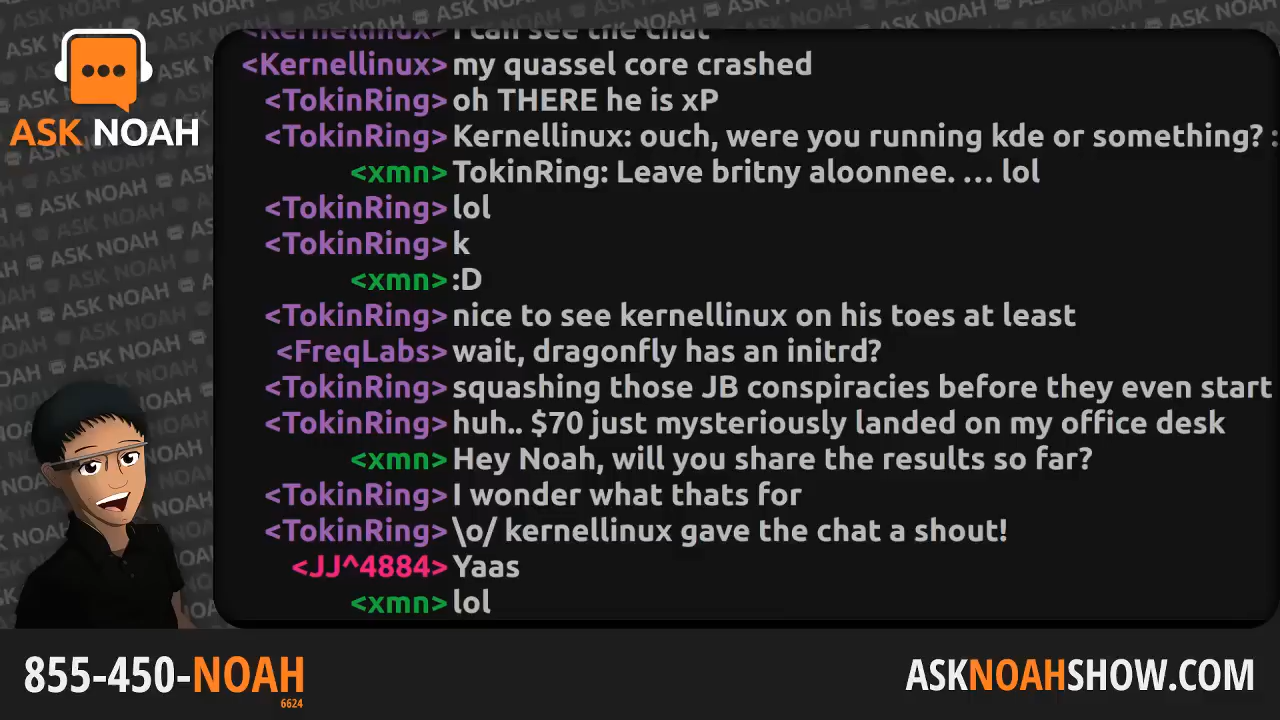 ASK NOAH
<Kernellinux> I can see the chat
<Kernellinux> my quassel core crashed
<TokinRing> oh THERE he is xP
<TokinRing> Kernellinux: ouch, were you running kde or something? :
<xmn> TokinRing: Leave britny aloonnee. ... lol
<TokinRing> lol
<TokinRing> k
<xmn> :D
<TokinRing> nice to see kernellinux on his toes at least
<FreqLabs> wait, dragonfly has an initrd?
<TokinRing> squashing those JB conspiracies before they even start
<TokinRing> huh.. $70 just mysteriously landed on my office desk
<xmn> Hey Noah, will you share the results so far?
<TokinRing> I wonder what thats for
<TokinRing> \o/ kernellinux gave the chat a shout!
<JJ^4884> Yaas
<xmn> lol
855-450-NOAH
6624
ASKNOAHSHOW.COM